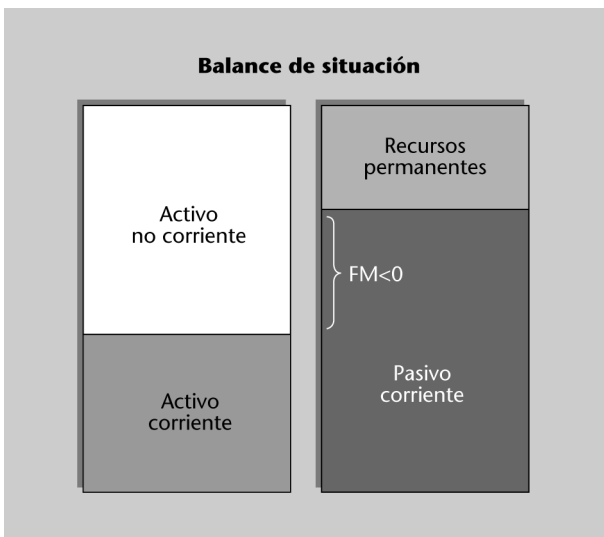 Balance de situación
Activo
no corriente
Activo
corriente
Recursos
permanentes
FM<0
Pasivo
corriente